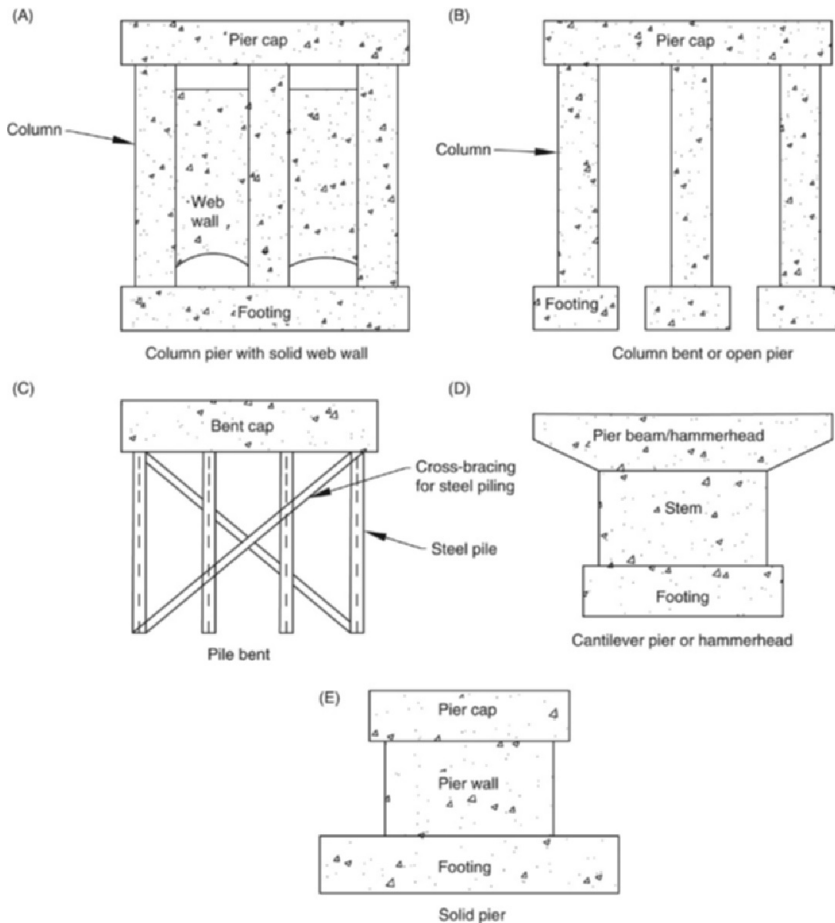 (A)
Pier cap
Column
Web
wall
Footing
Column pier with solid web wall
(B)
Pier cap
Column
Footing
Column bent or open pier
(C)
Bent cap
Cross-bracing
for steel piling
Steel pile
Pile bent
(D)
Pier beam/hammerhead
Stem
Footing
Cantilever pier or hammerhead
(E)
Pier cap
Pier wall
Footing
Solid pier